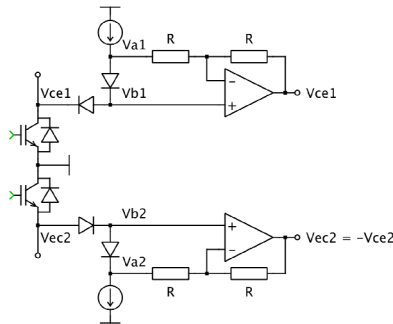 Va1
R
R
Vce1
Vb1
−
+
Vce1
Vec2
Vb2
+
−
Vec2 = −Vce2
Va2
R
R